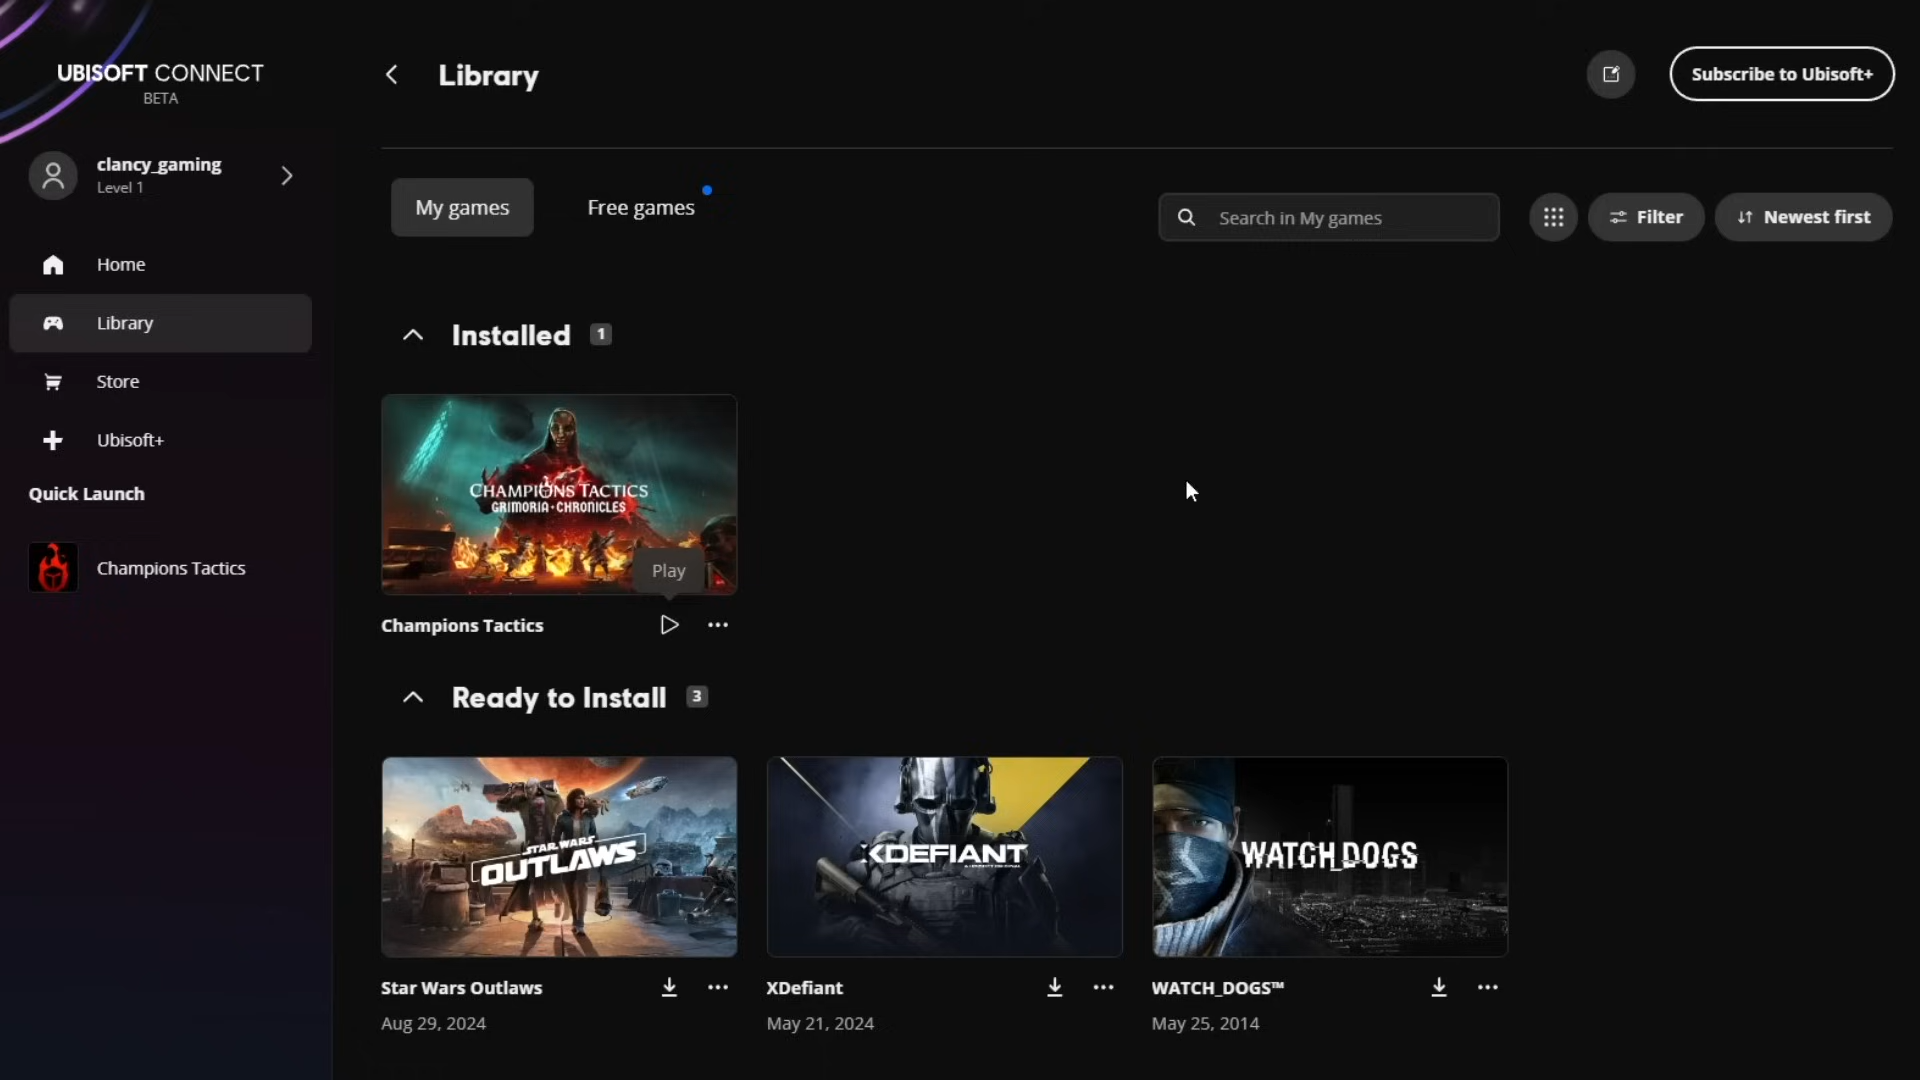 UBISOFT CONNECT
BETA
Library
Subscribe to Ubisoft+
clancy_gaming
Level 1
My games
Free games
Search in My games
Filter
Newest first
Home
Library
Store
Ubisoft+
Quick Launch
Champions Tactics
Installed 1
CHAMPIONS TACTICS
GRIMORIA·CHRONICLES
Play
Champions Tactics
Ready to Install 3
STAR WARS
OUTLAWS
XDEFIANT
WATCH_DOGS
Star Wars Outlaws
XDefiant
WATCH_DOGS™
Aug 29, 2024
May 21, 2024
May 25, 2014